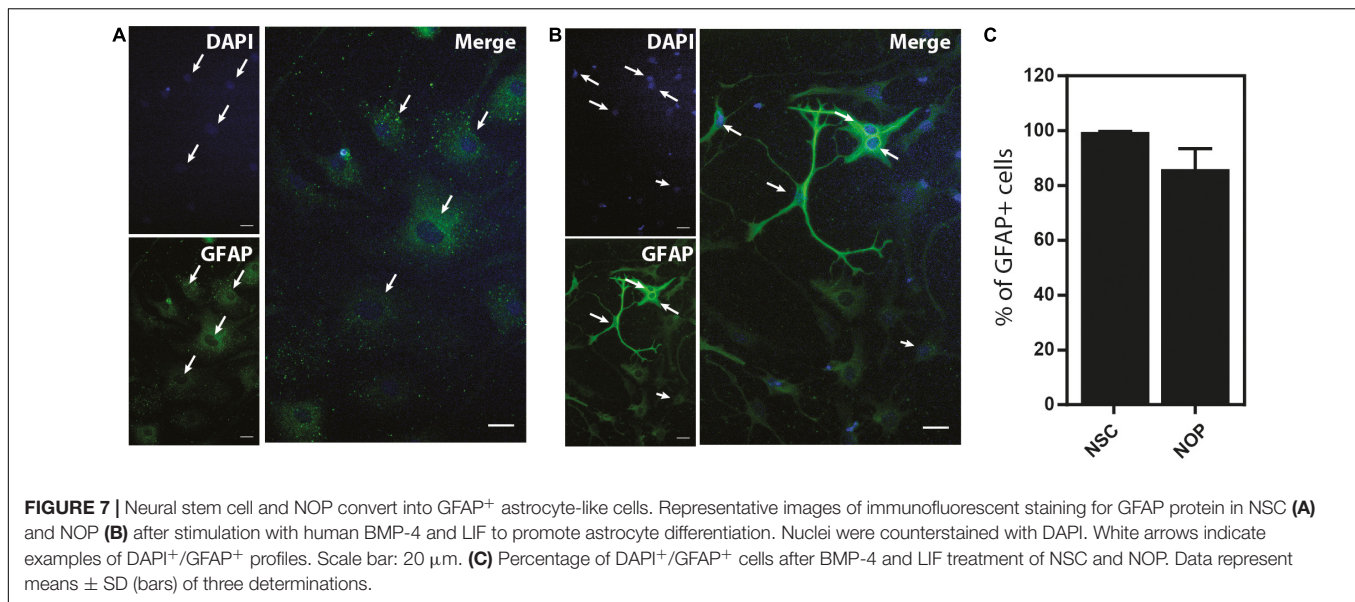 A
DAPI
Merge
GFAP
B
DAPI
Merge
GFAP
C
% of GFAP+ cells
120
100
80
60
40
20
0
NSC
NOP
FIGURE 7 | Neural stem cell and NOP convert into GFAP+ astrocyte-like cells. Representative images of immunofluorescent staining for GFAP protein in NSC (A)
and NOP (B) after stimulation with human BMP-4 and LIF to promote astrocyte differentiation. Nuclei were counterstained with DAPI. White arrows indicate
examples of DAPI+/GFAP+ profiles. Scale bar: 20 μm. (C) Percentage of DAPI+/GFAP+ cells after BMP-4 and LIF treatment of NSC and NOP. Data represent
means ± SD (bars) of three determinations.